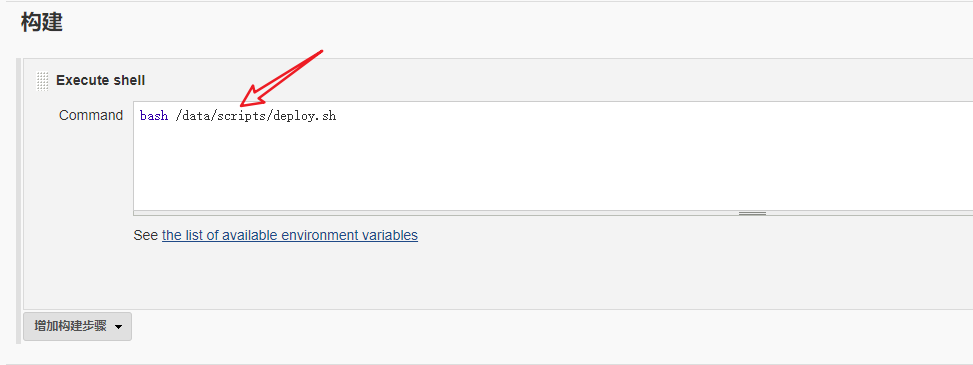 构建
Execute shell
Command
bash /data/scripts/deploy.sh
See the list of available environment variables
增加构建步骤